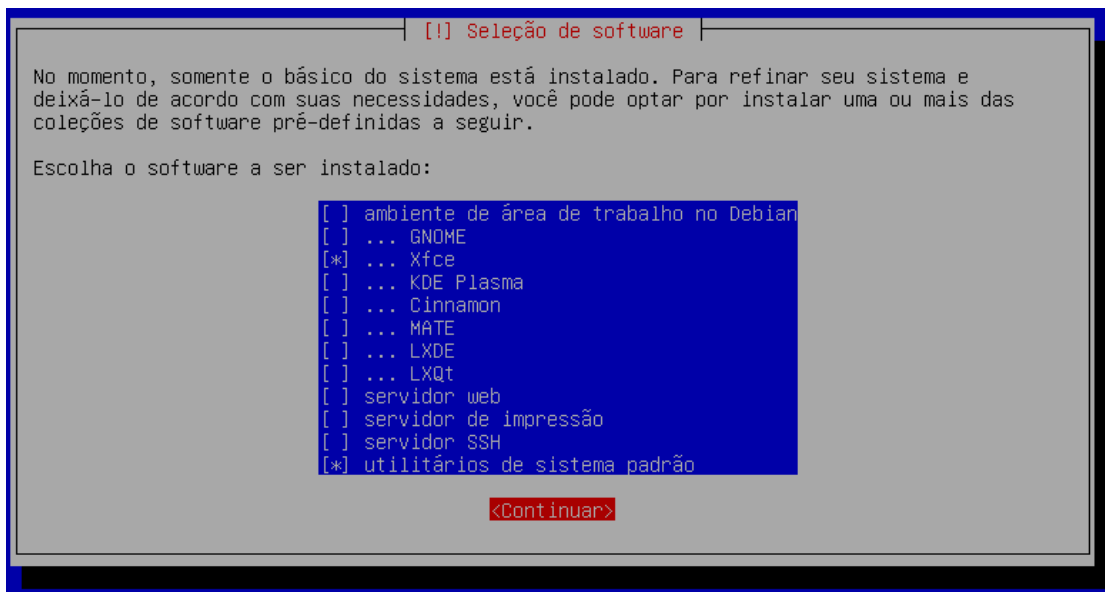 [!] Seleção de software
No momento, somente o básico do sistema está instalado. Para refinar seu sistema e
deixá-lo de acordo com suas necessidades, você pode optar por instalar uma ou mais das
coleções de software pré-definidas a seguir.
Escolha o software a ser instalado:
[ ] ambiente de área de trabalho no Debian
[ ] ... GNOME
[*] ... Xfce
[ ] ... KDE Plasma
[ ] ... Cinnamon
[ ] ... MATE
[ ] ... LXDE
[ ] ... LXQt
[ ] servidor web
[ ] servidor de impressão
[ ] servidor SSH
[*] utilitários de sistema padrão
<Continuar>